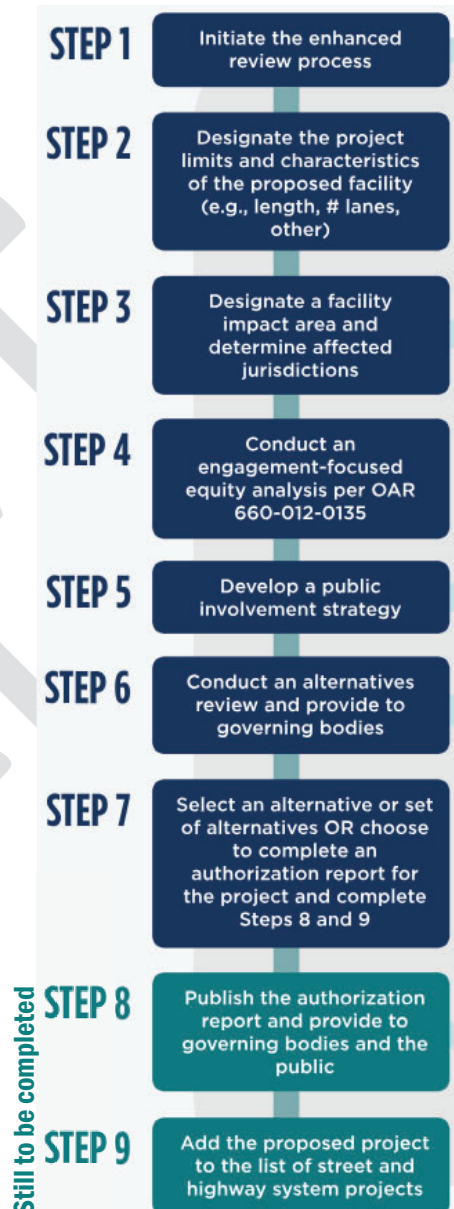 STEP 1
Initiate the enhanced
review process
STEP 2
Designate the project
limits and characteristics
of the proposed facility
(e.g., length, # lanes,
other)
STEP 3
Designate a facility
impact area and
determine affected
jurisdictions
STEP 4
Conduct an
engagement-focused
equity analysis per OAR
660-012-0135
STEP 5
Develop a public
involvement strategy
STEP 6
Conduct an alternatives
review and provide to
governing bodies
STEP 7
Select an alternative or set
of alternatives OR choose
to complete an
authorization report for
the project and complete
Steps 8 and 9
Still to be completed
STEP 8
Publish the authorization
report and provide to
governing bodies and the
public
STEP 9
Add the proposed project
to the list of street and
highway system projects